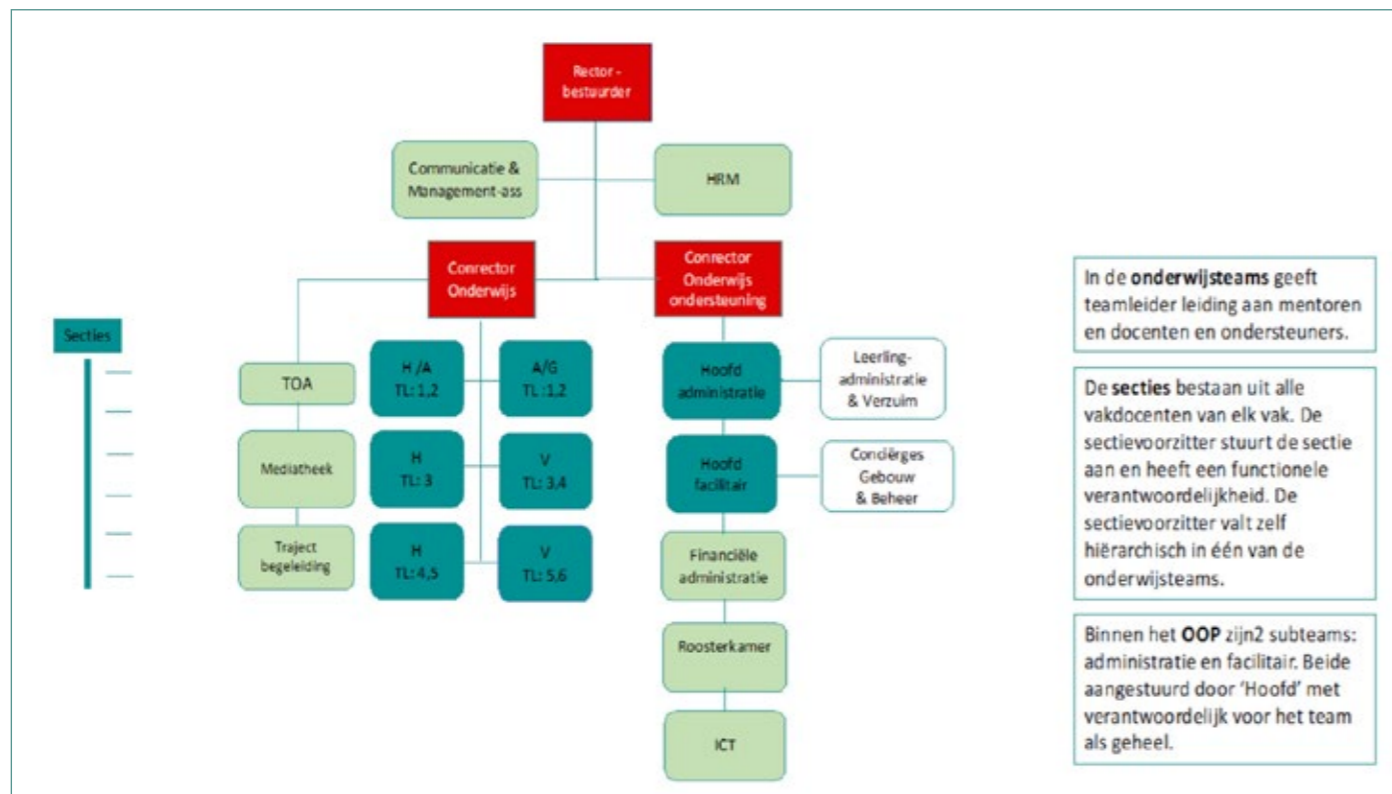 Rector -
bestuurder
Communicatie &
Management-ass
HRM
Conrector
Onderwijs
Conrector
Onderwijs
ondersteuning
Secties
TOA
Mediatheek
Traject
begeleiding
H /A
TL: 1,2
A/G
TL :1,2
H
TL: 3
V
TL: 3,4
H
TL: 4,5
V
TL: 5,6
Hoofd
administratie
Leerling-
administratie
& Verzuim
Hoofd
facilitair
Conciërges
Gebouw
& Beheer
Financiële
administratie
Roosterkamer
ICT
In de onderwijsteams geeft
teamleider leiding aan mentoren
en docenten en ondersteuners.
De secties bestaan uit alle
vakdocenten van elk vak. De
sectievoorzitter stuurt de sectie
aan en heeft een functionele
verantwoordelijkheid. De
sectievoorzitter valt zelf
hiërarchisch in één van de
onderwijsteams.
Binnen het OOP zijn2 subteams:
administratie en facilitair. Beide
aangestuurd door ‘Hoofd’ met
verantwoordelijk voor het team
als geheel.